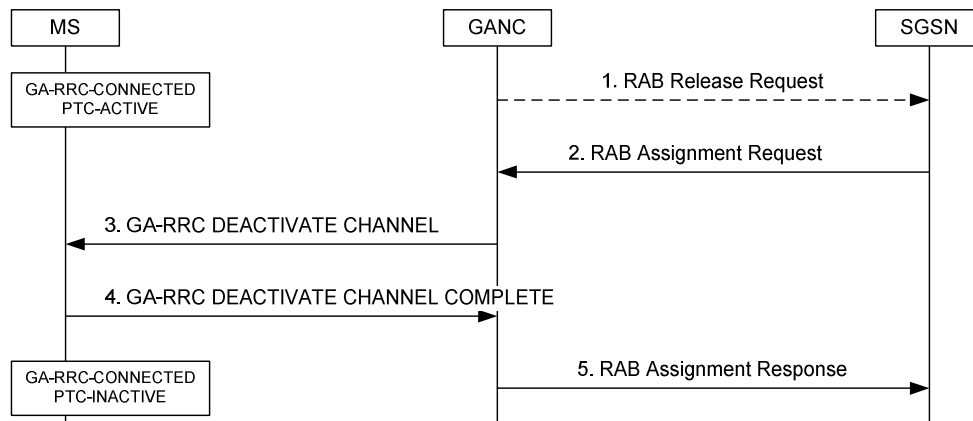 MS
GANC
SGSN
GA-RRC-CONNECTED
PTC-ACTIVE
1. RAB Release Request
2. RAB Assignment Request
3. GA-RRC DEACTIVATE CHANNEL
4. GA-RRC DEACTIVATE CHANNEL COMPLETE
GA-RRC-CONNECTED
PTC-INACTIVE
5. RAB Assignment Response